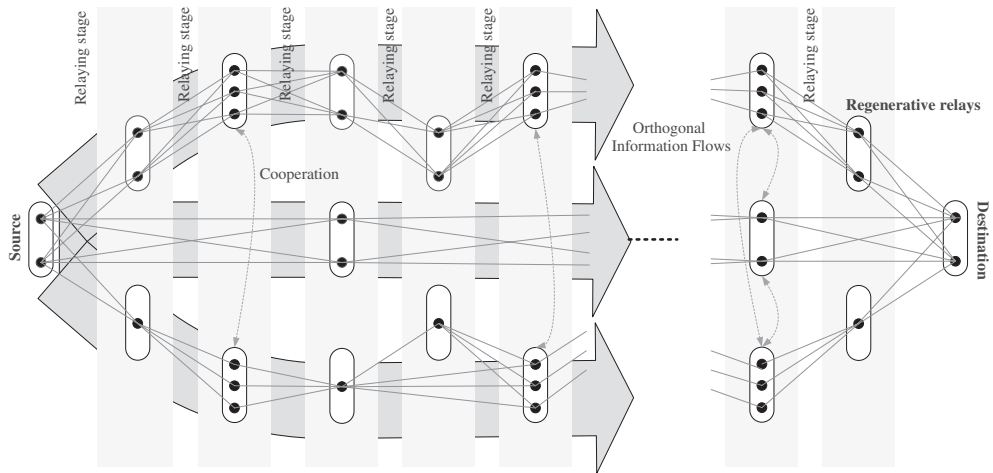 Relaying stage
Relaying stage
Relaying stage
Relaying stage
Relaying stage
Relaying stage
Regenerative relays
Orthogonal
Information Flows
Cooperation
Source
Destination